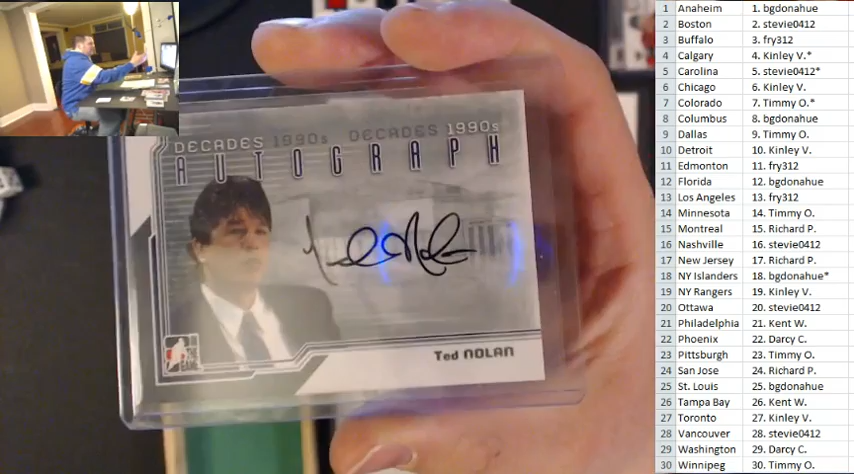 DECADES 1990s DECADES 1990s
AUTOGRAPH
Ted Nolan
Ted NOLAN
1 Anaheim 1. bgdonahue
2 Boston 2. stevie0412
3 Buffalo 3. fry312
4 Calgary 4. Kinley V.*
5 Carolina 5. stevie0412*
6 Chicago 6. Kinley V.
7 Colorado 7. Timmy O.*
8 Columbus 8. bgdonahue
9 Dallas 9. Timmy O.
10 Detroit 10. Kinley V.
11 Edmonton 11. fry312
12 Florida 12. bgdonahue
13 Los Angeles 13. fry312
14 Minnesota 14. Timmy O.
15 Montreal 15. Richard P.
16 Nashville 16. stevie0412
17 New Jersey 17. Richard P.
18 NY Islanders 18. bgdonahue*
19 NY Rangers 19. Kinley V.
20 Ottawa 20. stevie0412
21 Philadelphia 21. Kent W.
22 Phoenix 22. Darcy C.
23 Pittsburgh 23. Timmy O.
24 San Jose 24. Richard P.
25 St. Louis 25. bgdonahue
26 Tampa Bay 26. Kent W.
27 Toronto 27. Kinley V.
28 Vancouver 28. stevie0412
29 Washington 29. Darcy C.
30 Winnipeg 30. Timmy O.